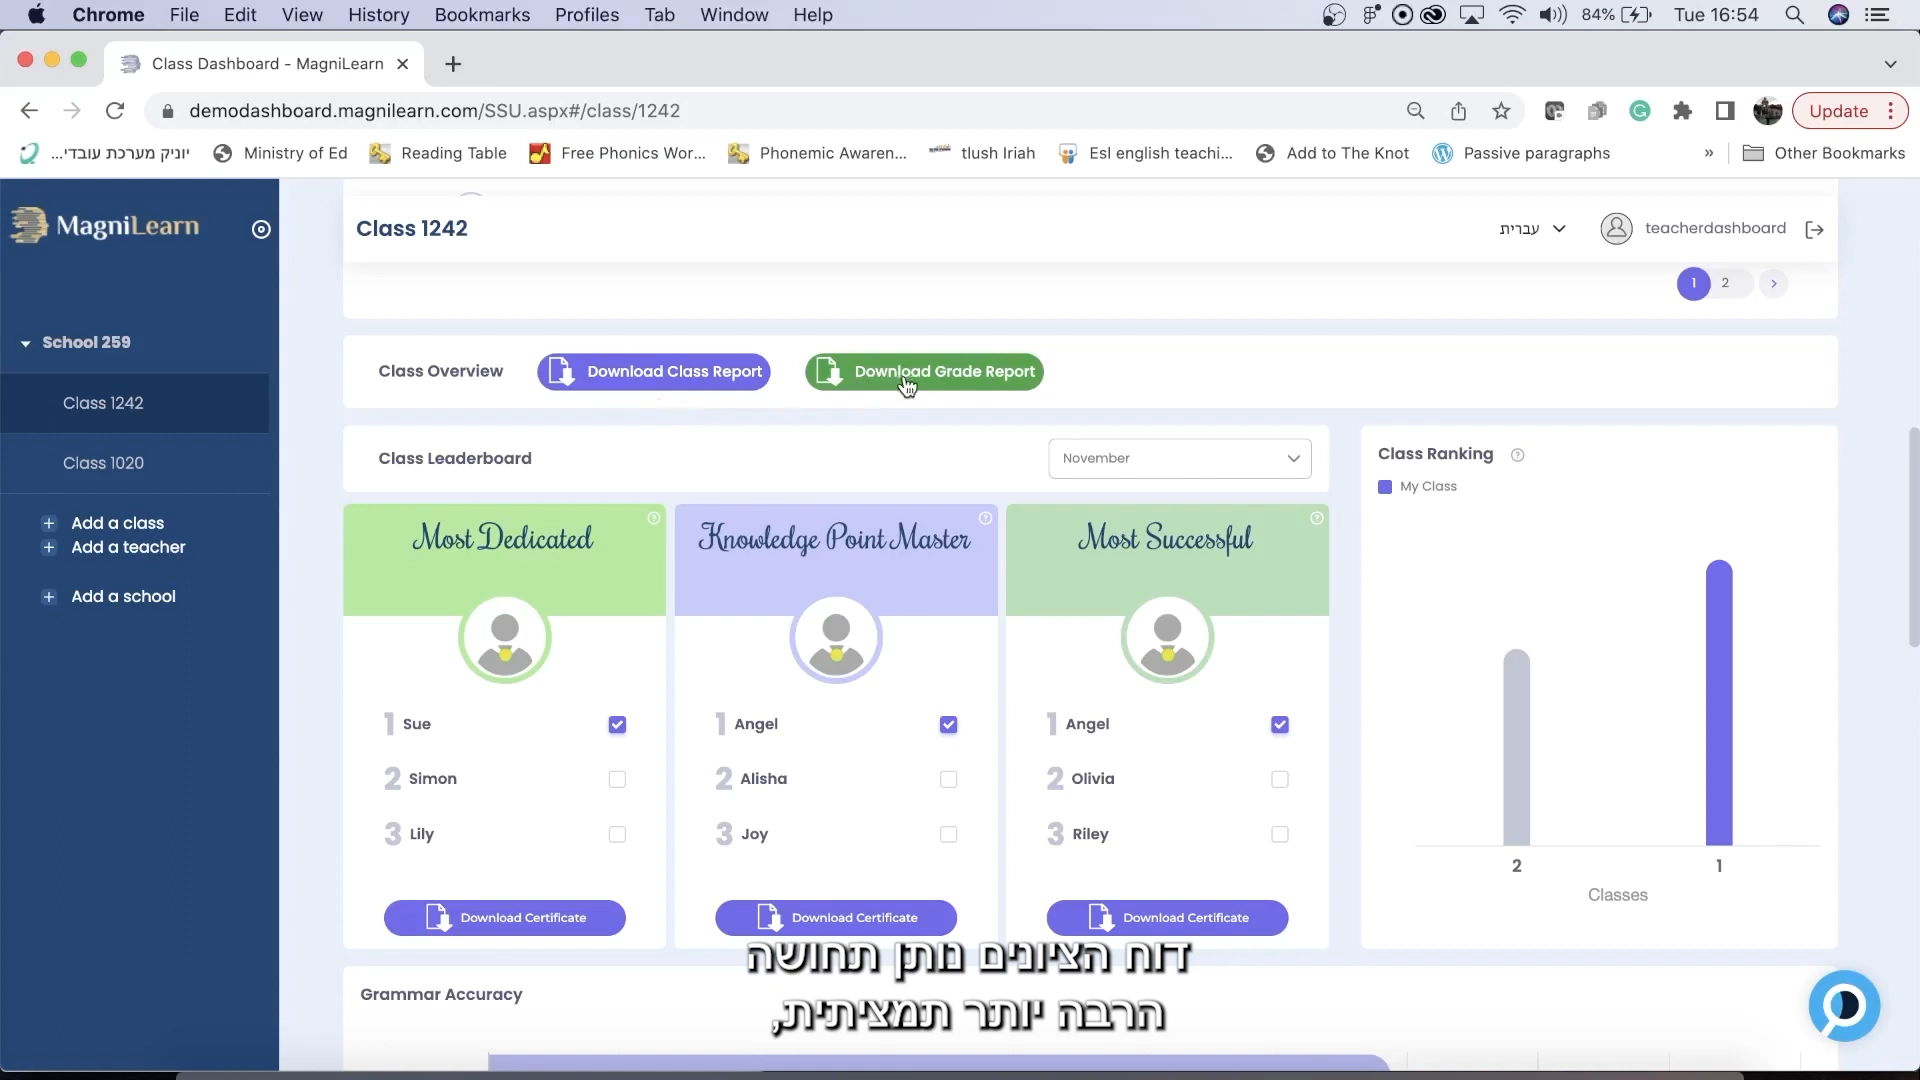 Chrome File Edit View History Bookmarks Profiles Tab Window Help 84% Tue 16:54
Class Dashboard - MagniLearn
demodashboard.magnilearn.com/SSU.aspx#/class/1242 Update
יוניק מערכת עובדי... Ministry of Ed Reading Table Free Phonics Wor... Phonemic Awaren... tlush Iriah Esl english teachi... Add to The Knot Passive paragraphs » Other Bookmarks
MagniLearn
Class 1242 עברית teacherdashboard
1 2 >
School 259
Class 1242
Class 1020
+ Add a class
+ Add a teacher
+ Add a school
Class Overview Download Class Report Download Grade Report
Class Leaderboard November
Most Dedicated
1 Sue
2 Simon
3 Lily
Download Certificate
Knowledge Point Master
1 Angel
2 Alisha
3 Joy
Download Certificate
Most Successful
1 Angel
2 Olivia
3 Riley
Download Certificate
Class Ranking
My Class
2 1
Classes
Grammar Accuracy
דוח הציונים נותן תחושה
הרבה יותר תמציתית,